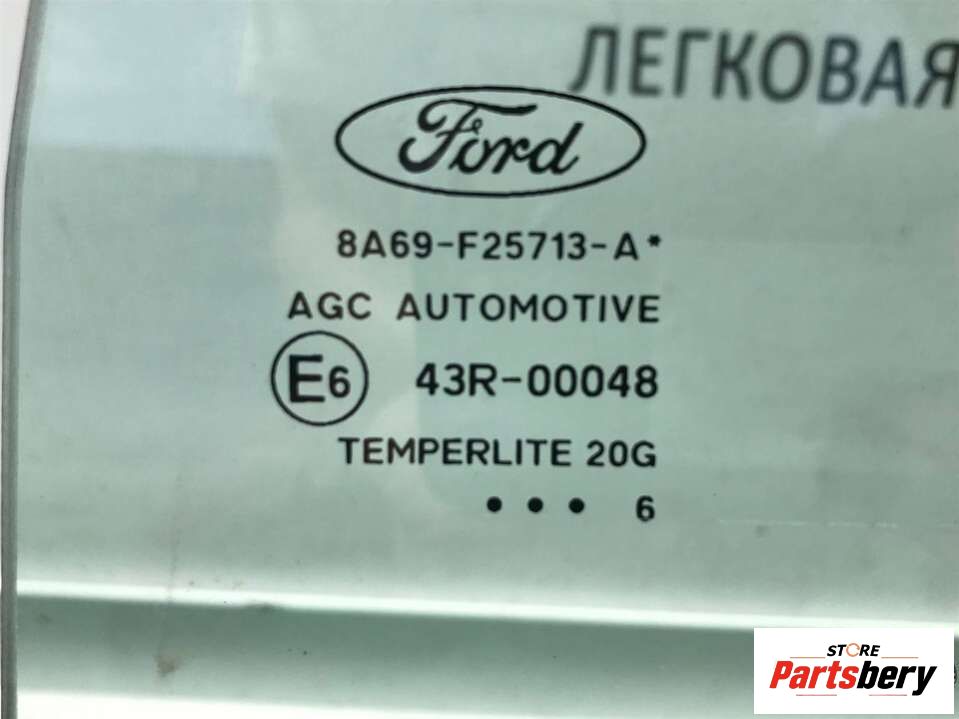 ЛЕГКОВАЯ
Ford
8A69-F25713-A*
AGC AUTOMOTIVE
E6 43R-00048
TEMPERLITE 20G
• • • 6
STORE
Partsbery